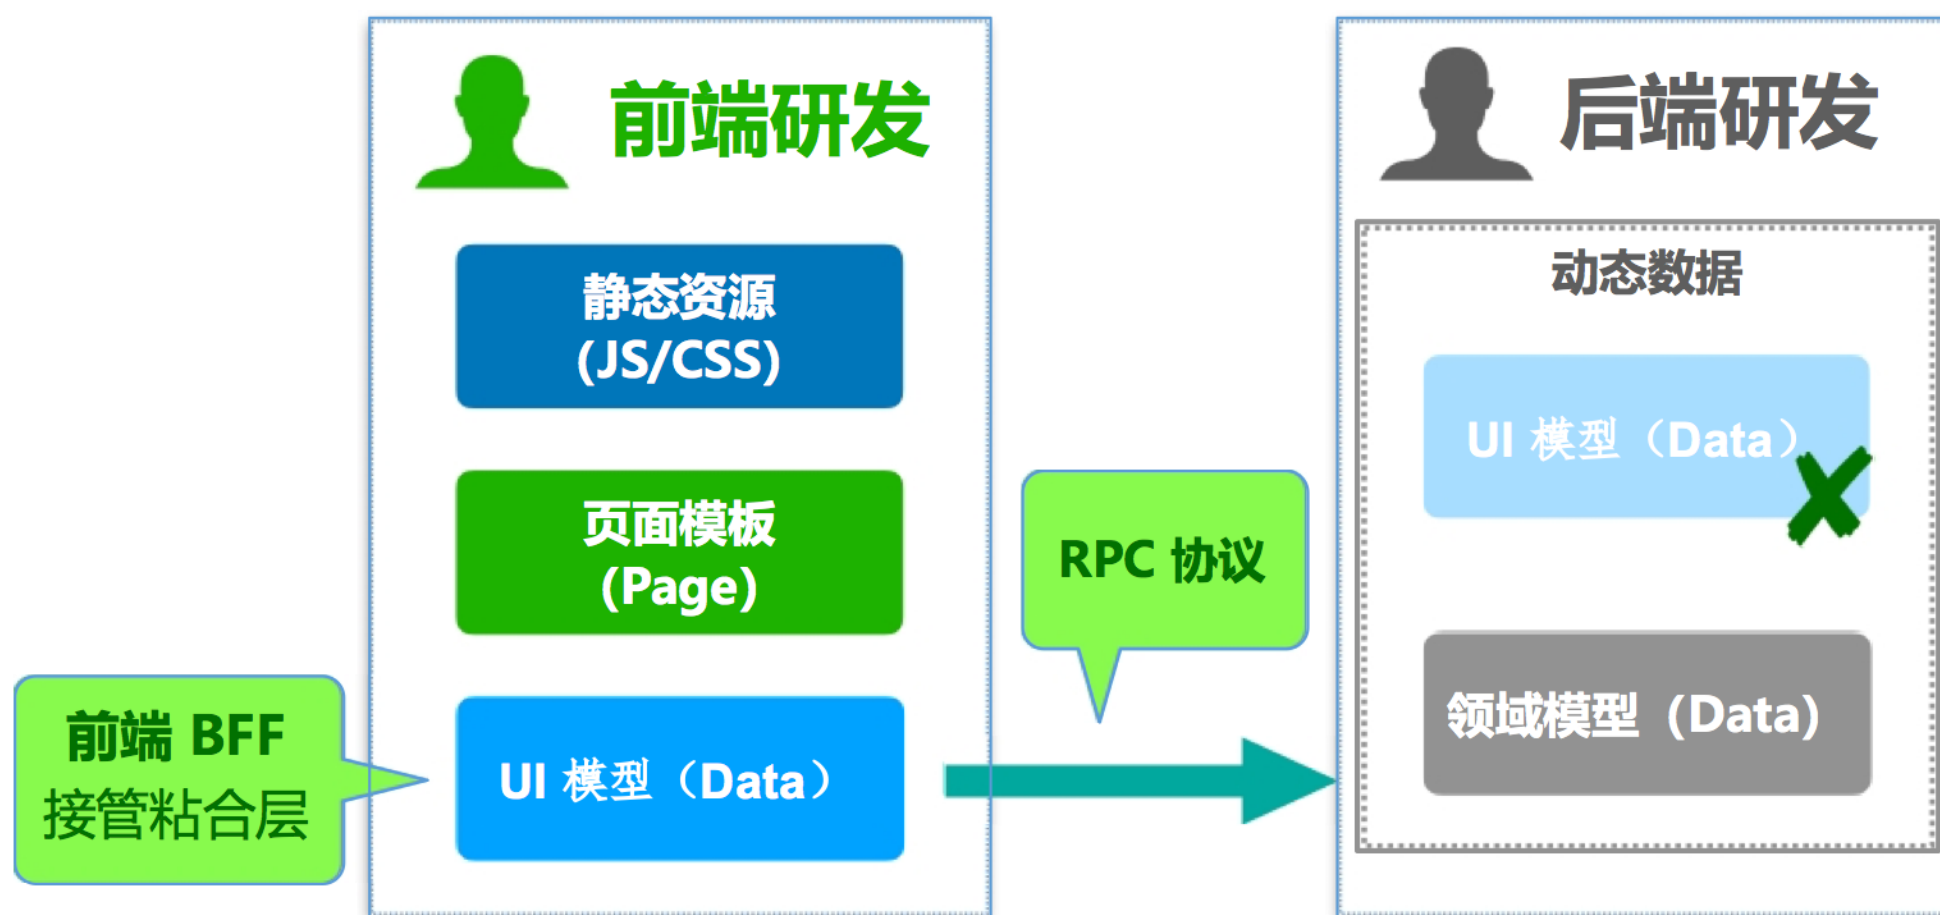 前端研发
静态资源
(JS/CSS)
页面模板
(Page)
UI 模型（Data）
前端 BFF
接管粘合层
RPC 协议
后端研发
动态数据
UI 模型（Data）
领域模型（Data）